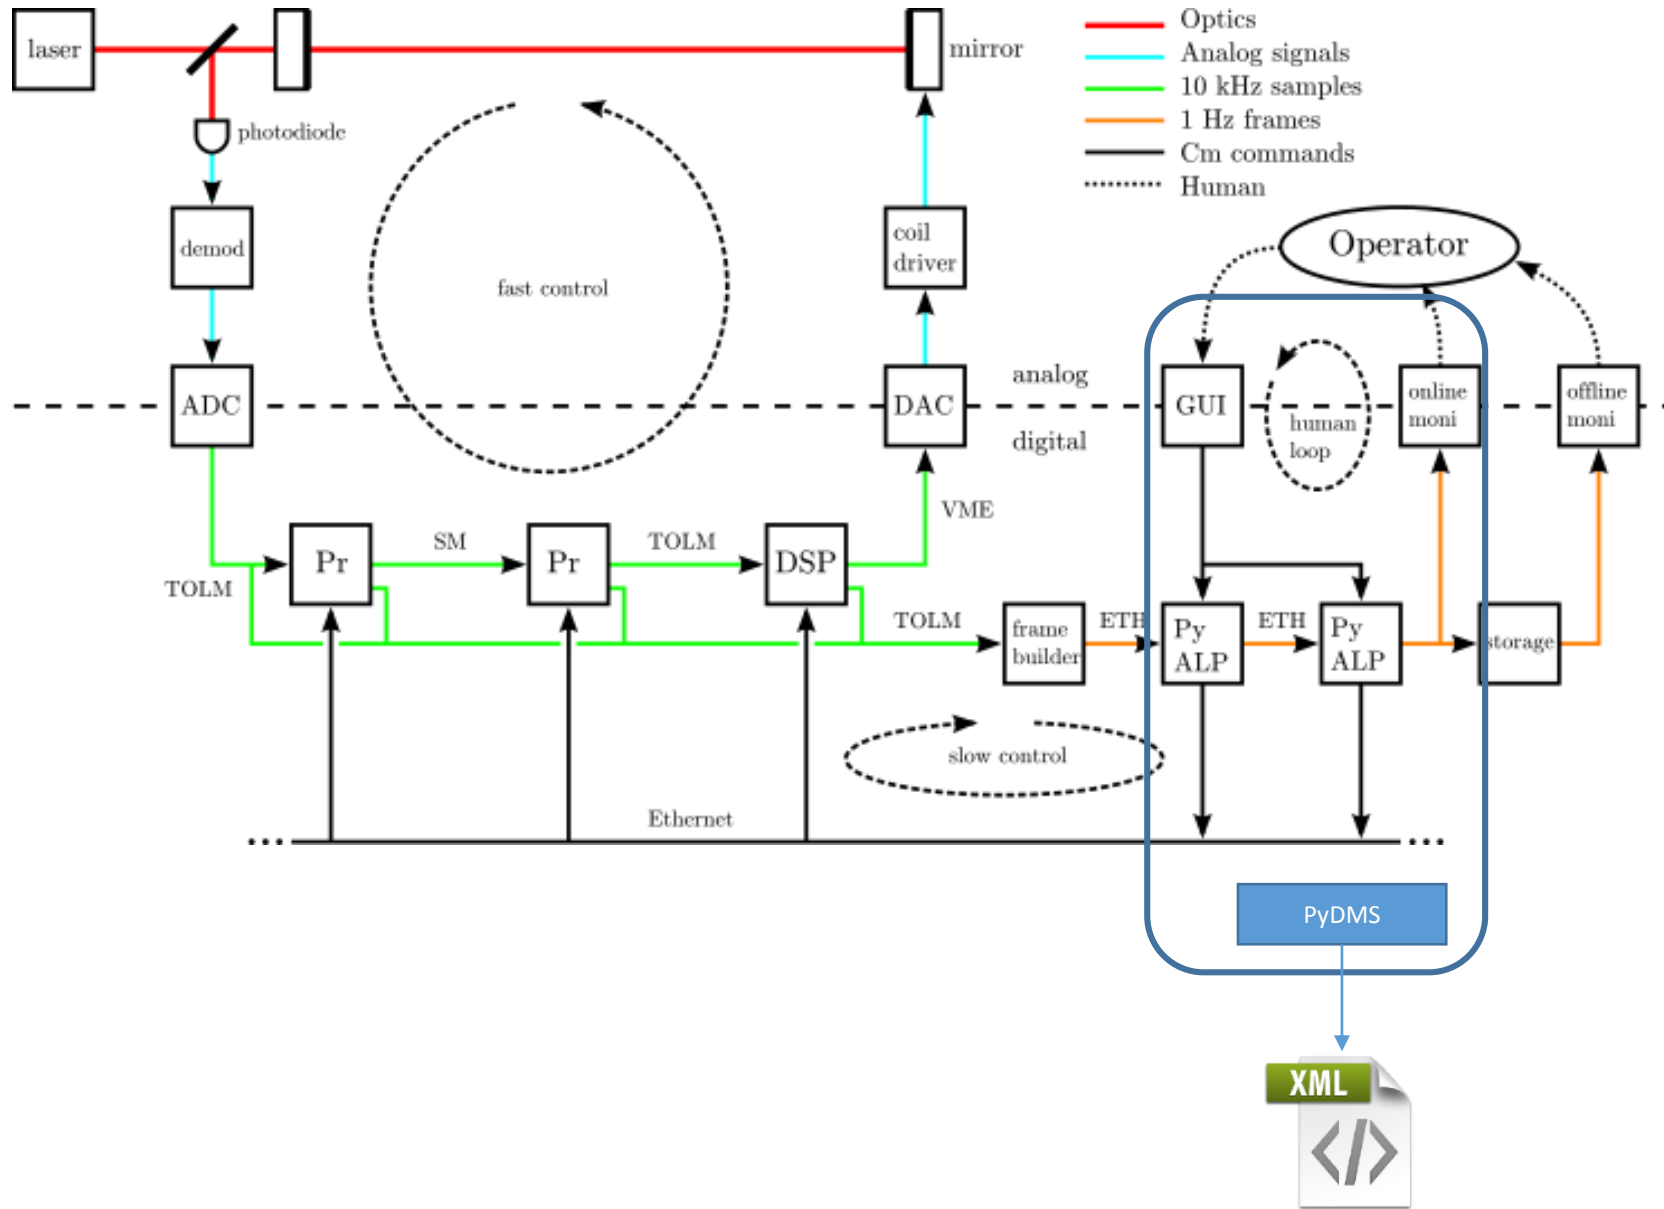 laser
mirror
photodiode
Optics
Analog signals
10 kHz samples
1 Hz frames
Cm commands
Human
demod
coil
driver
Operator
fast control
ADC
DAC
analog
digital
GUI
human
loop
online
moni
offline
moni
VME
TOLM
Pr
SM
Pr
TOLM
DSP
TOLM
frame
builder
ETH
Py
ALP
ETH
Py
ALP
storage
slow control
Ethernet
PyDMS
XML
</>